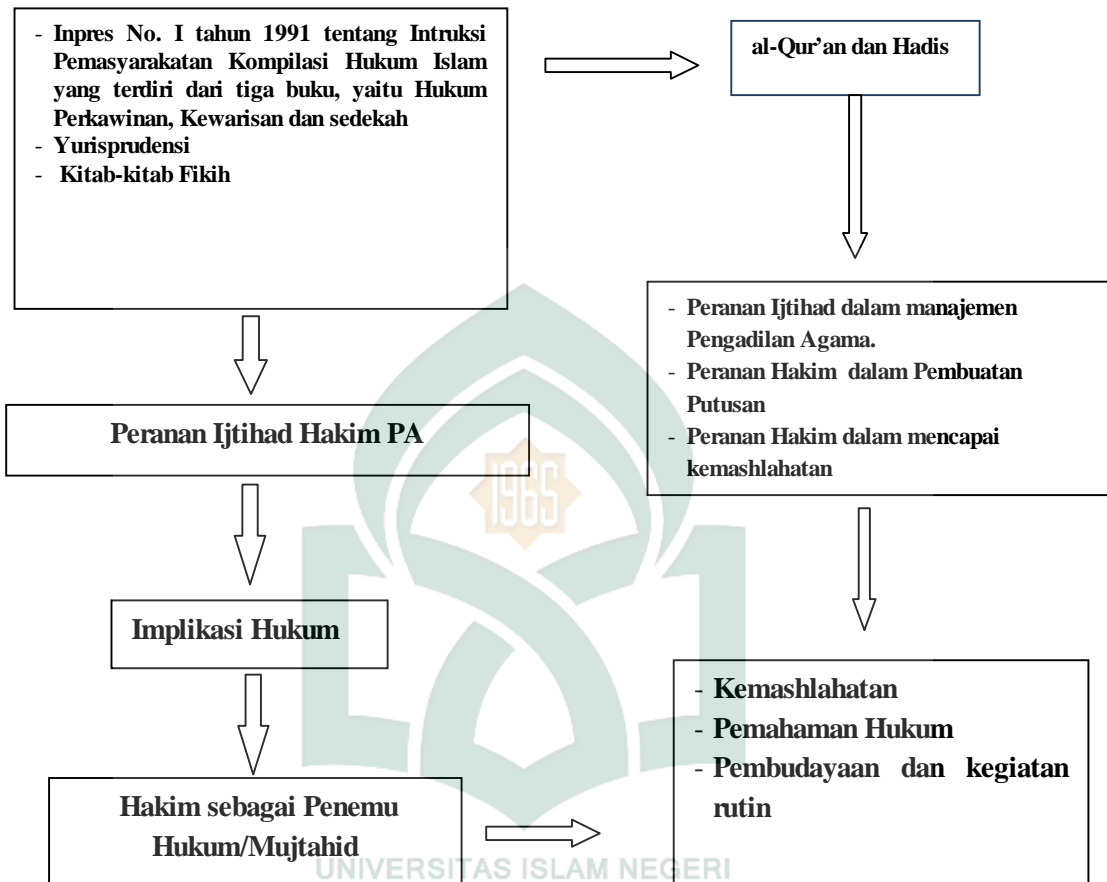 - Inpres No. I tahun 1991 tentang Intruksi
Pemasyarakatan Kompilasi Hukum Islam
yang terdiri dari tiga buku, yaitu Hukum
Perkawinan, Kewarisan dan sedekah
- Yurisprudensi
- Kitab-kitab Fikih
al-Qur’an dan Hadis
Peranan Ijtihad Hakim PA
- Peranan Ijtihad dalam manajemen
Pengadilan Agama.
- Peranan Hakim dalam Pembuatan
Putusan
- Peranan Hakim dalam mencapai
kemashlahatan
1965
Implikasi Hukum
- Kemashlahatan
- Pemahaman Hukum
- Pembudayaan dan kegiatan
rutin
Hakim sebagai Penemu
Hukum/Mujtahid
UNIVERSITAS ISLAM NEGERI